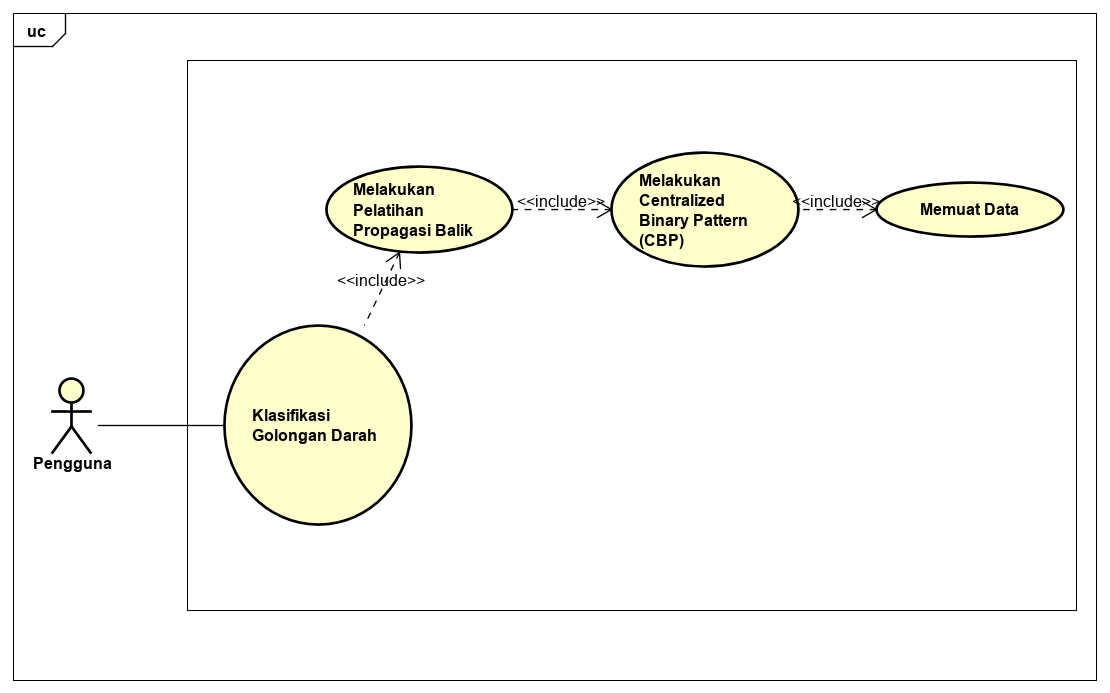 uc
Melakukan
Pelatihan
Propagasi Balik
<<include>>
Melakukan
Centralized
Binary Pattern
(CBP)
<<include>>
Memuat Data
<<include>>
Klasifikasi
Golongan Darah
Pengguna